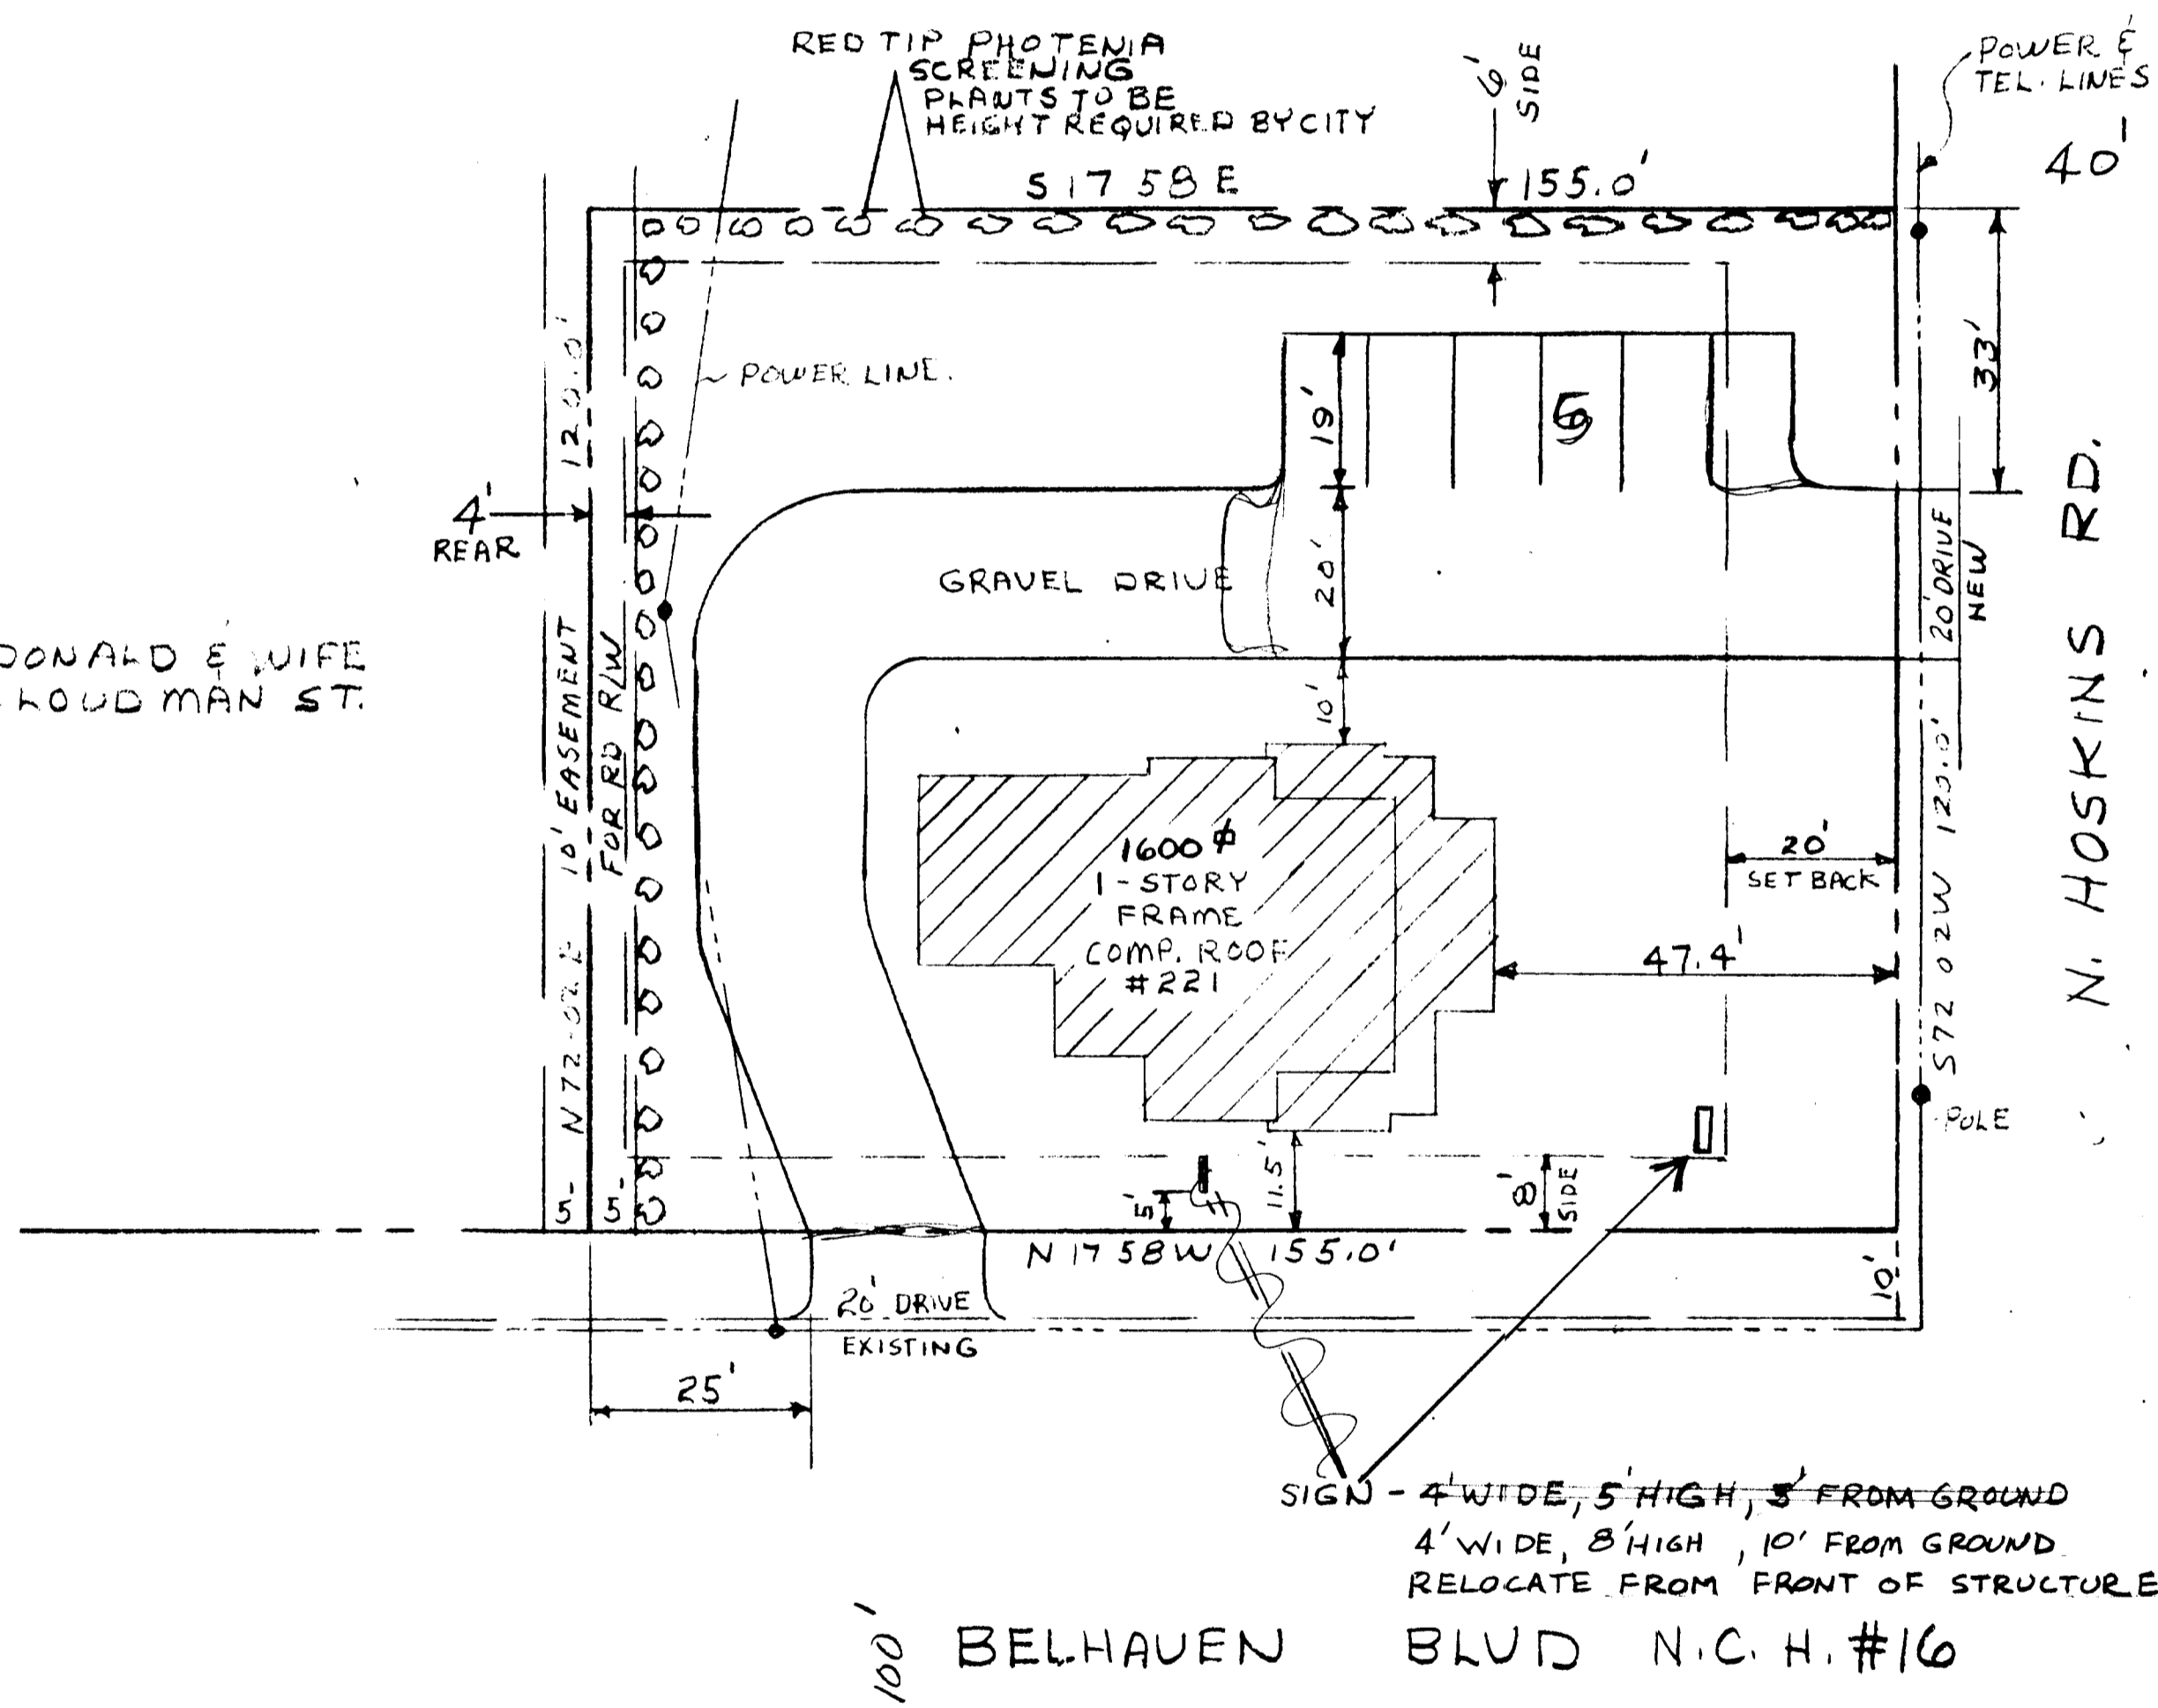 RED TIP PHOTENIA
SCREENING
PLANTS TO BE
HEIGHT REQUIRED BY CITY
6'
SIDE
POWER &
TEL. LINES
40'
S 17 58 E
155.0'
33'
POWER LINE.
120.0'
19'
4'
REAR
GRAVEL DRIVE
20'
20' DRIVE
NEW
N. HOSKINS RD.
DONALD & WIFE
LOUDMAN ST.
10' EASEMENT
FOR RD R/W
10'
1600 ⌽
1-STORY
FRAME
COMP. ROOF
#221
20'
SET BACK
47.4'
S72 02W 120.0'
POLE
5'
11.5'
8'
SIDE
5'
5'
N 17 58 W 155.0'
10'
20' DRIVE
EXISTING
25'
SIGN - 4' WIDE, 5' HIGH, 3' FROM GROUND
4' WIDE, 8' HIGH, 10' FROM GROUND
RELOCATE FROM FRONT OF STRUCTURE
100'
BELHAVEN BLVD N.C.H. #16